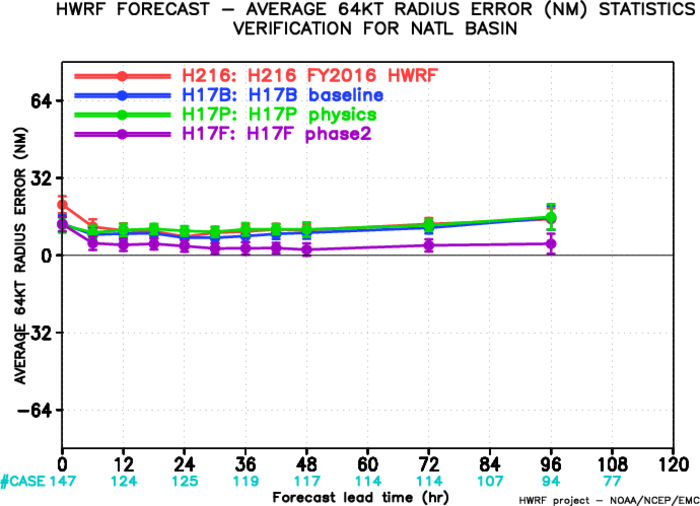 HWRF FORECAST – AVERAGE 64KT RADIUS ERROR (NM) STATISTICS
VERIFICATION FOR NATL BASIN
H216: H216 FY2016 HWRF
H17B: H17B baseline
H17P: H17P physics
H17F: H17F phase2
AVERAGE 64KT RADIUS ERROR (NM)
64
32
0
-32
-64
0 12 24 36 48 60 72 84 96 108 120
#CASE 147 124 125 119 117 114 114 107 94 77
Forecast lead time (hr)
HWRF project – NOAA/NCEP/EMC